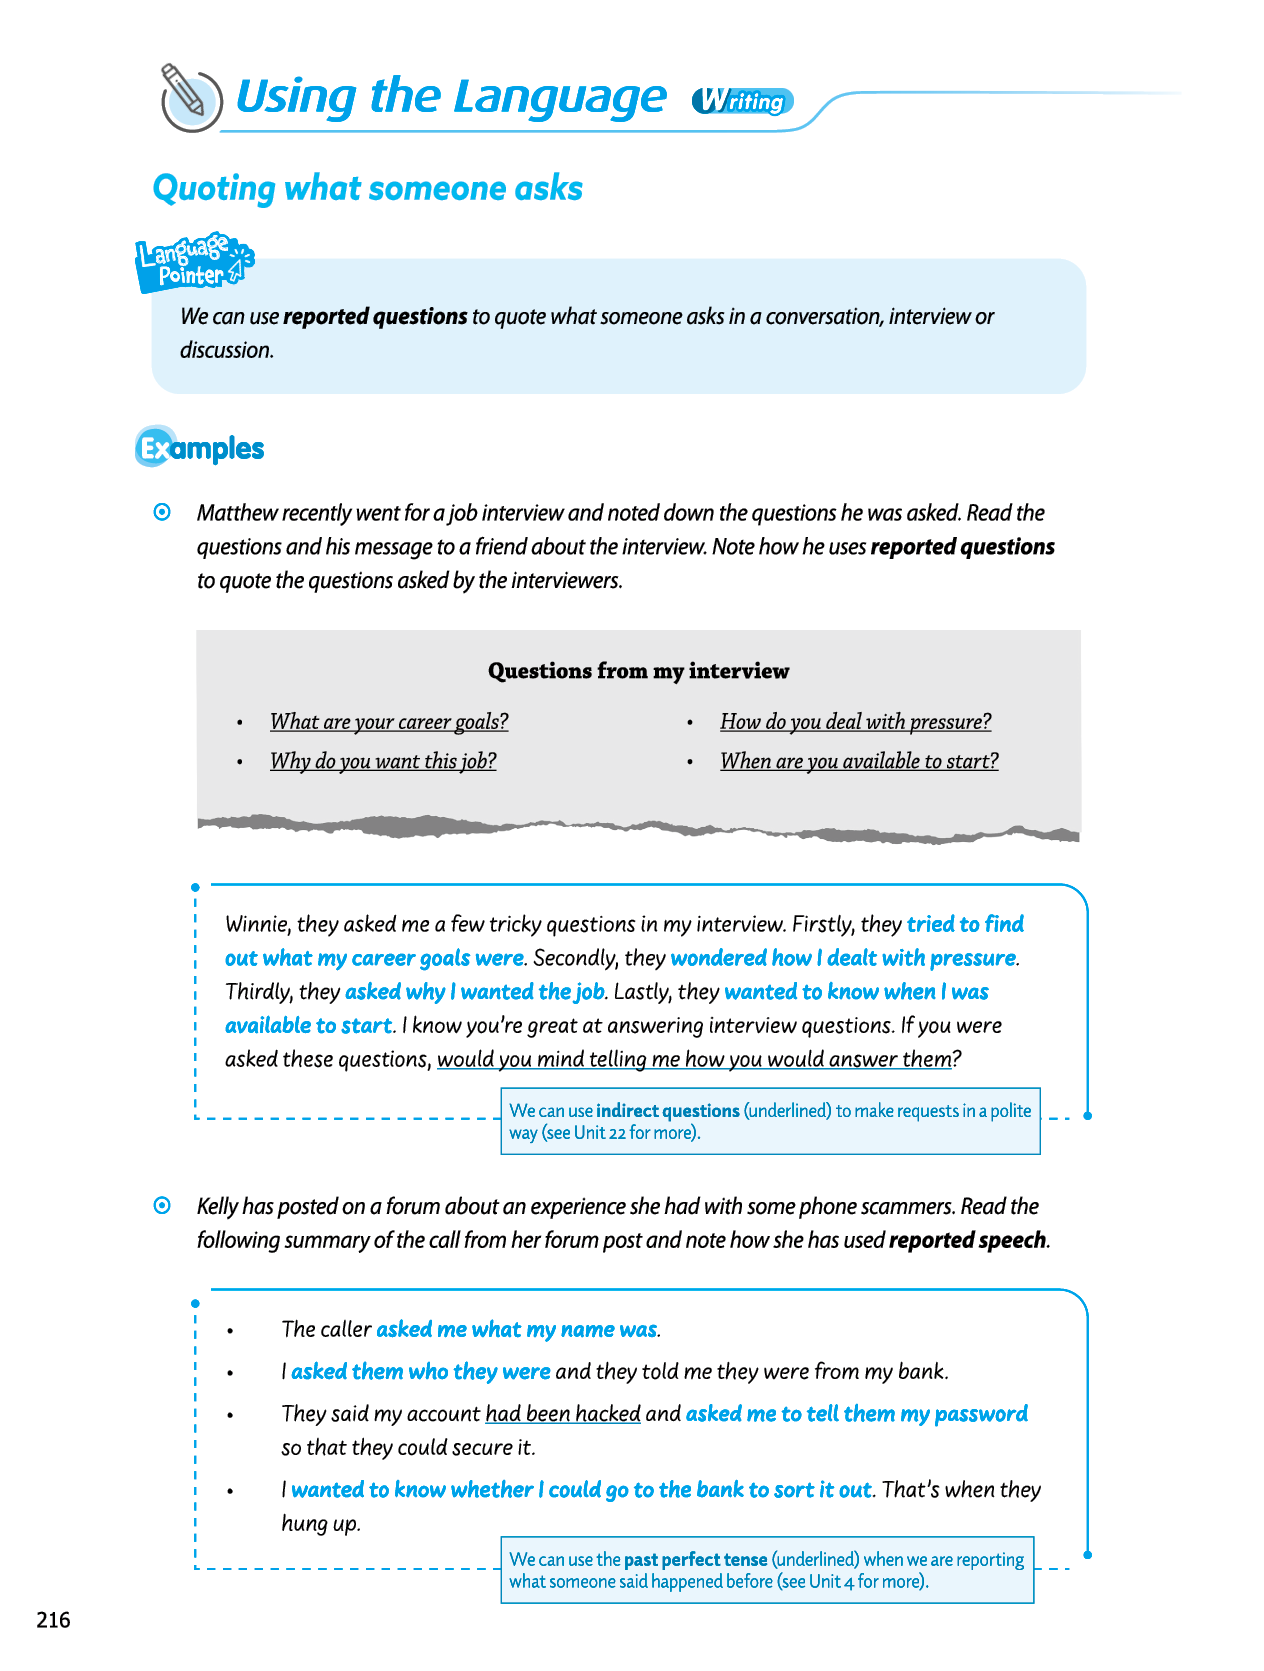 Using the Language Writing
Quoting what someone asks
Language
Pointer
We can use reported questions to quote what someone asks in a conversation, interview or
discussion.
Examples
Matthew recently went for a job interview and noted down the questions he was asked. Read the
questions and his message to a friend about the interview. Note how he uses reported questions
to quote the questions asked by the interviewers.
Questions from my interview
• What are your career goals?
• Why do you want this job?
• How do you deal with pressure?
• When are you available to start?
Winnie, they asked me a few tricky questions in my interview. Firstly, they tried to find
out what my career goals were. Secondly, they wondered how I dealt with pressure.
Thirdly, they asked why I wanted the job. Lastly, they wanted to know when I was
available to start. I know you're great at answering interview questions. If you were
asked these questions, would you mind telling me how you would answer them?
We can use indirect questions (underlined) to make requests in a polite
way (see Unit 22 for more).
Kelly has posted on a forum about an experience she had with some phone scammers. Read the
following summary of the call from her forum post and note how she has used reported speech.
• The caller asked me what my name was.
• I asked them who they were and they told me they were from my bank.
• They said my account had been hacked and asked me to tell them my password
so that they could secure it.
• I wanted to know whether I could go to the bank to sort it out. That's when they
hung up.
We can use the past perfect tense (underlined) when we are reporting
what someone said happened before (see Unit 4 for more).
216